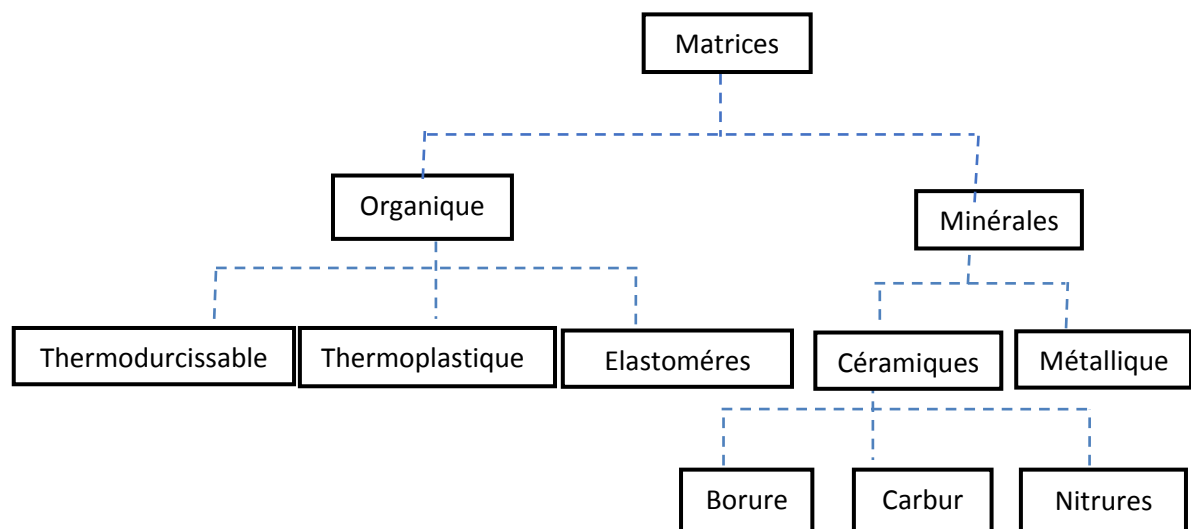 Matrices
Organique
Minérales
Thermodurcissable
Thermoplastique
Elastoméres
Céramiques
Métallique
Borure
Carbur
Nitrures